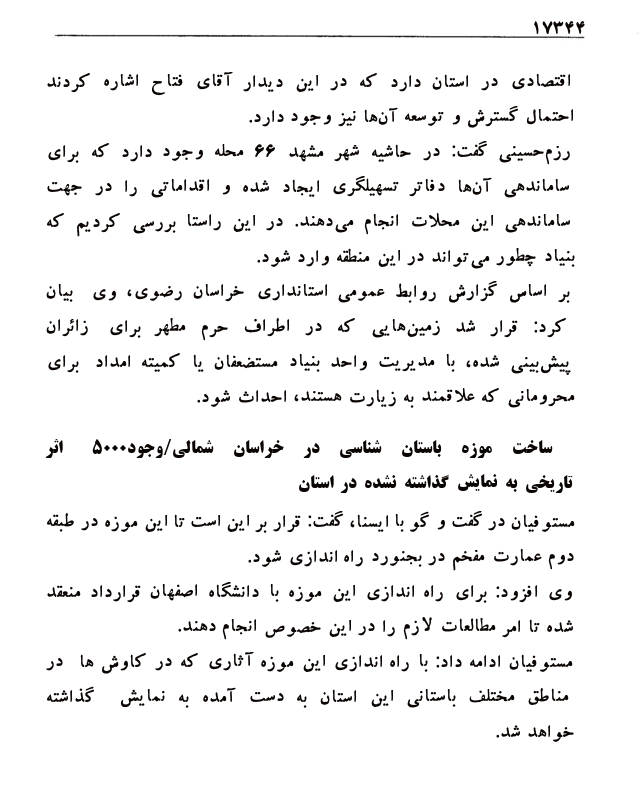 ۱۷۳۴۴
اقتصادی در استان دارد که در این دیدار آقای فتاح اشاره کردند
احتمال گسترش و توسعه آن‌ها نیز وجود دارد.
رزم‌حسینی گفت: در حاشیه شهر مشهد ۶۶ محله وجود دارد که برای
ساماندهی آن‌ها دفاتر تسهیلگری ایجاد شده و اقداماتی را در جهت
ساماندهی این محلات انجام می‌دهند. در این راستا بررسی کردیم که
بنیاد چطور می‌تواند در این منطقه وارد شود.
بر اساس گزارش روابط عمومی استانداری خراسان رضوی، وی بیان
کرد: قرار شد زمین‌هایی که در اطراف حرم مطهر برای زائران
پیش‌بینی شده، با مدیریت واحد بنیاد مستضعفان یا کمیته امداد برای
محرومانی که علاقمند به زیارت هستند، احداث شود.
ساخت موزه باستان شناسی در خراسان شمالی/وجود۵۰۰۰ اثر
تاریخی به نمایش گذاشته نشده در استان
مستوفیان در گفت و گو با ایسنا، گفت: قرار بر این است تا این موزه در طبقه
دوم عمارت مفخم در بجنورد راه اندازی شود.
وی افزود: برای راه اندازی این موزه با دانشگاه اصفهان قرارداد منعقد
شده تا امر مطالعات لازم را در این خصوص انجام دهند.
مستوفیان ادامه داد: با راه اندازی این موزه آثاری که در کاوش ها در
مناطق مختلف باستانی این استان به دست آمده به نمایش گذاشته
خواهد شد.